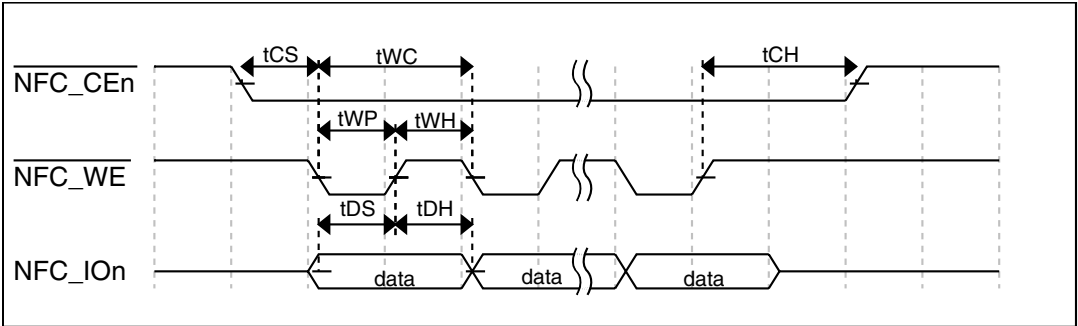 tCS tWC tCH
NFC_CEn
tWP tWH
NFC_WE
tDS tDH
NFC_IOn data data data